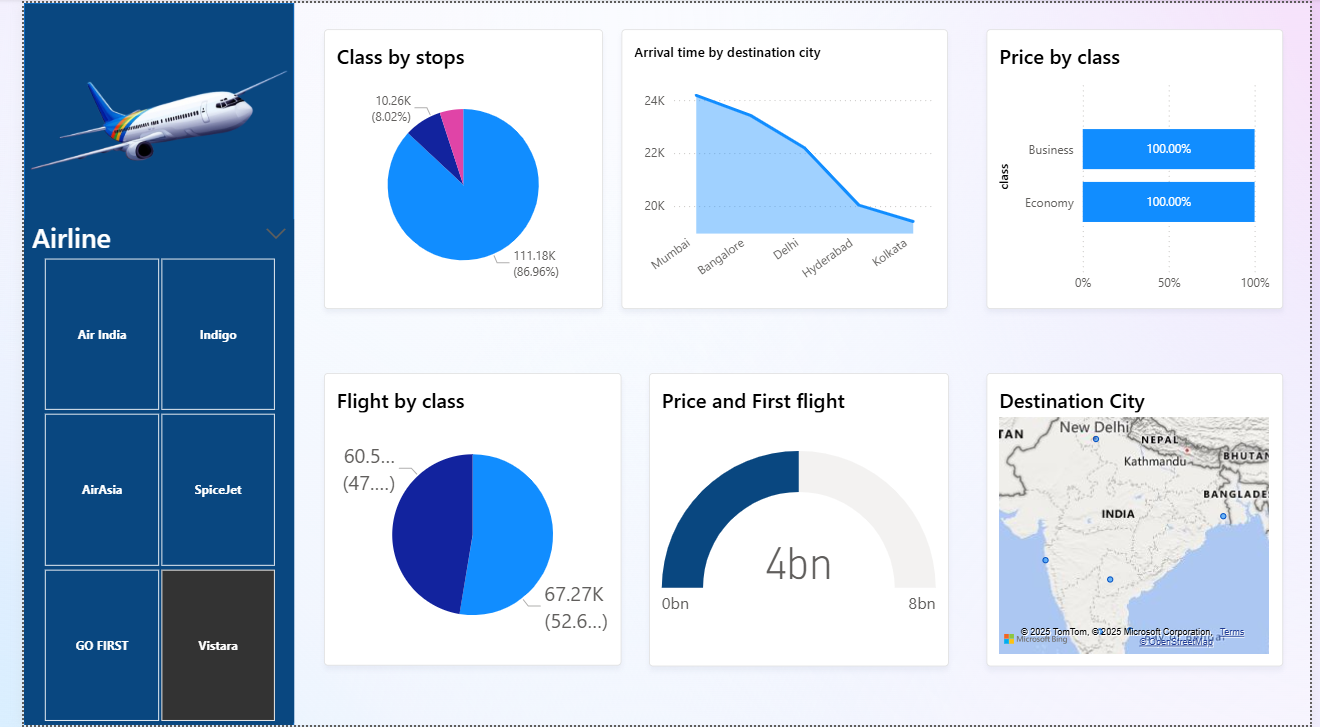 Airline
Air India
Indigo
AirAsia
SpiceJet
GO FIRST
Vistara
Class by stops
10.26K
(8.02%)
111.18K
(86.96%)
Arrival time by destination city
24K
22K
20K
Mumbai
Bangalore
Delhi
Hyderabad
Kolkata
Price by class
class
Business
100.00%
Economy
100.00%
0%
50%
100%
Flight by class
60.5...
(47....)
67.27K
(52.6...)
Price and First flight
4bn
0bn
8bn
Destination City
TAN
New Delhi
NEPAL
Kathmandu
BHUTAN
BANGLADE
INDIA
© 2025 TomTom, © 2025 Microsoft Corporation, Terms
Microsoft Bing
© OpenStreetMap